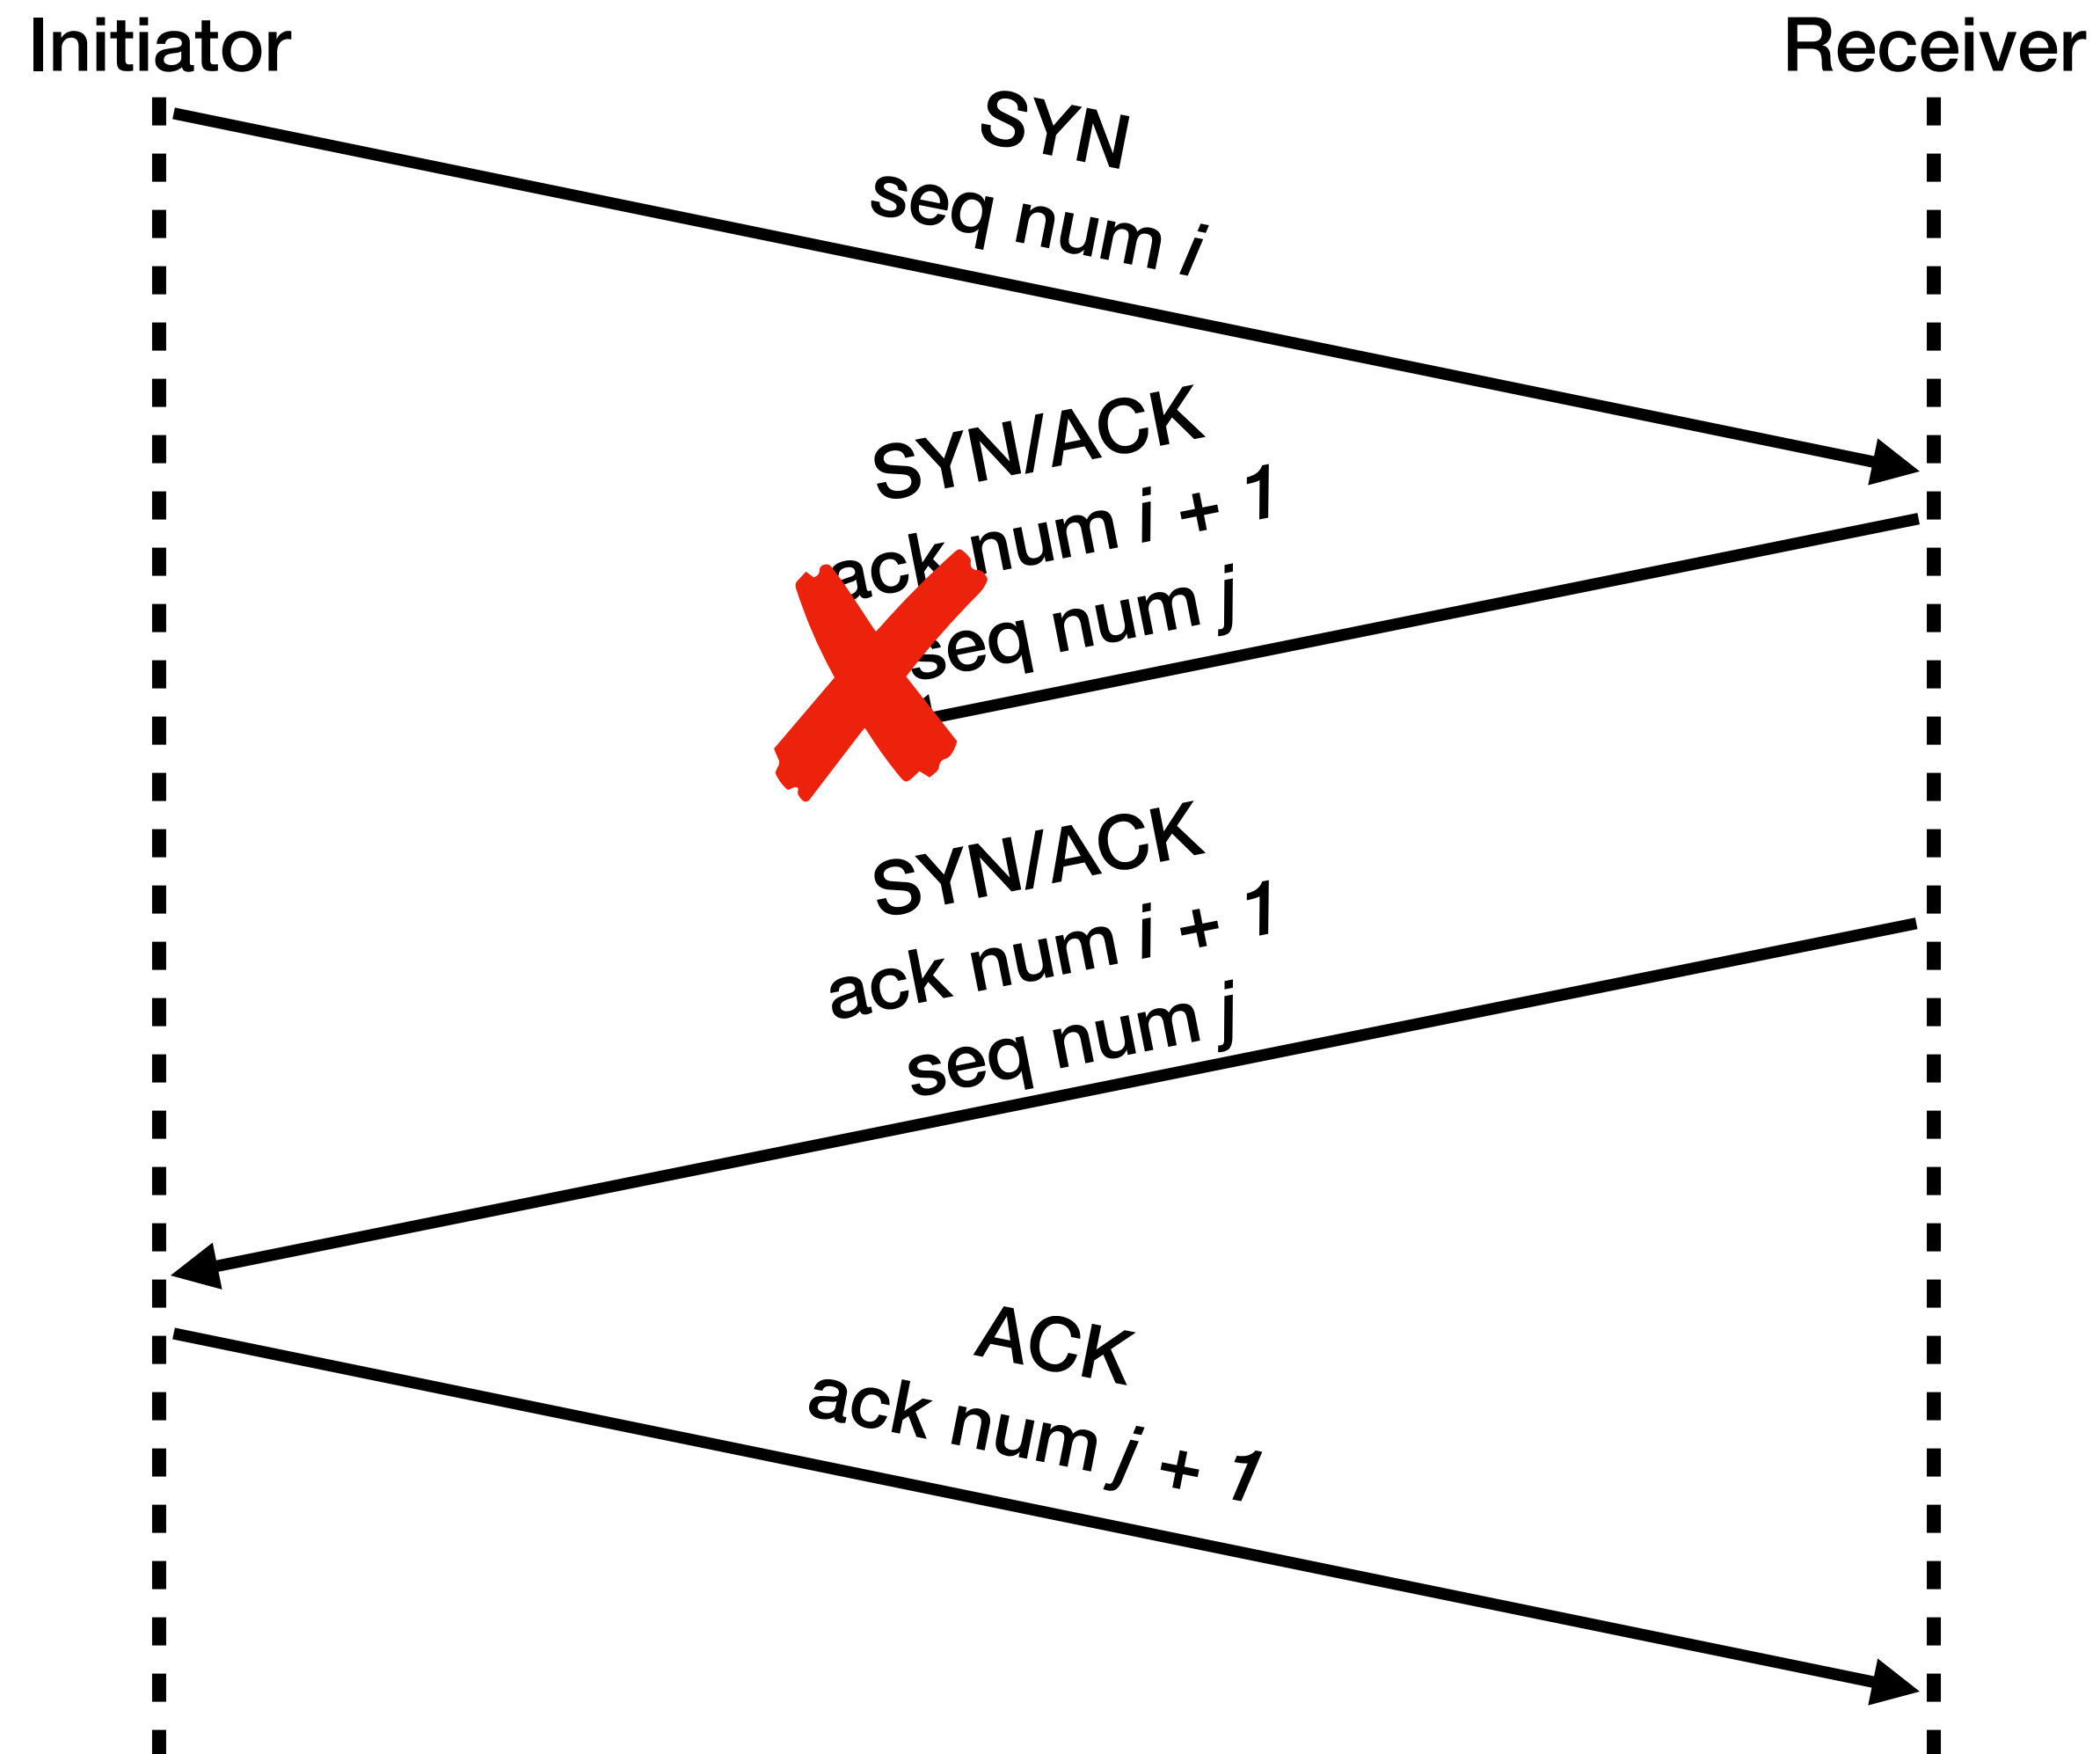 Initiator
Receiver
SYN
seq num i
SYN/ACK
ack num i + 1
seq num j
SYN/ACK
ack num i + 1
seq num j
ACK
ack num j + 1